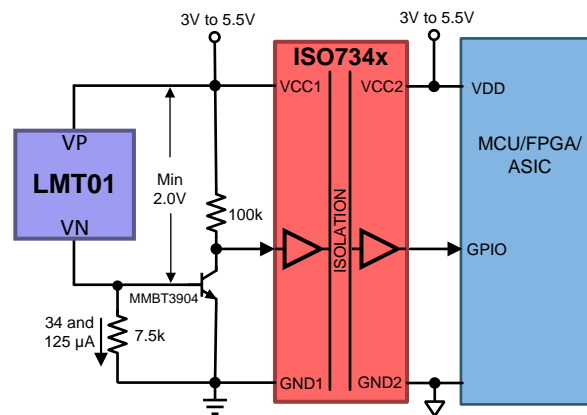 3V to 5.5V
3V to 5.5V
ISO734x
VCC1
VCC2
VDD
MCU/FPGA/
ASIC
VP
LMT01
VN
Min
2.0V
100k
ISOLATION
GPIO
MMBT3904
34 and
125 µA
7.5k
GND1
GND2